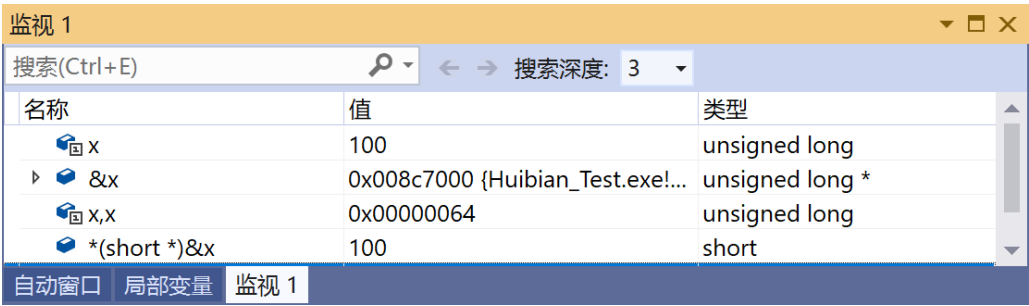 监视 1
搜索(Ctrl+E) 搜索深度: 3
名称 值 类型
x 100 unsigned long
&x 0x008c7000 {Huibian_Test.exe!... unsigned long *
x,x 0x00000064 unsigned long
*(short *)&x 100 short
自动窗口 局部变量 监视 1